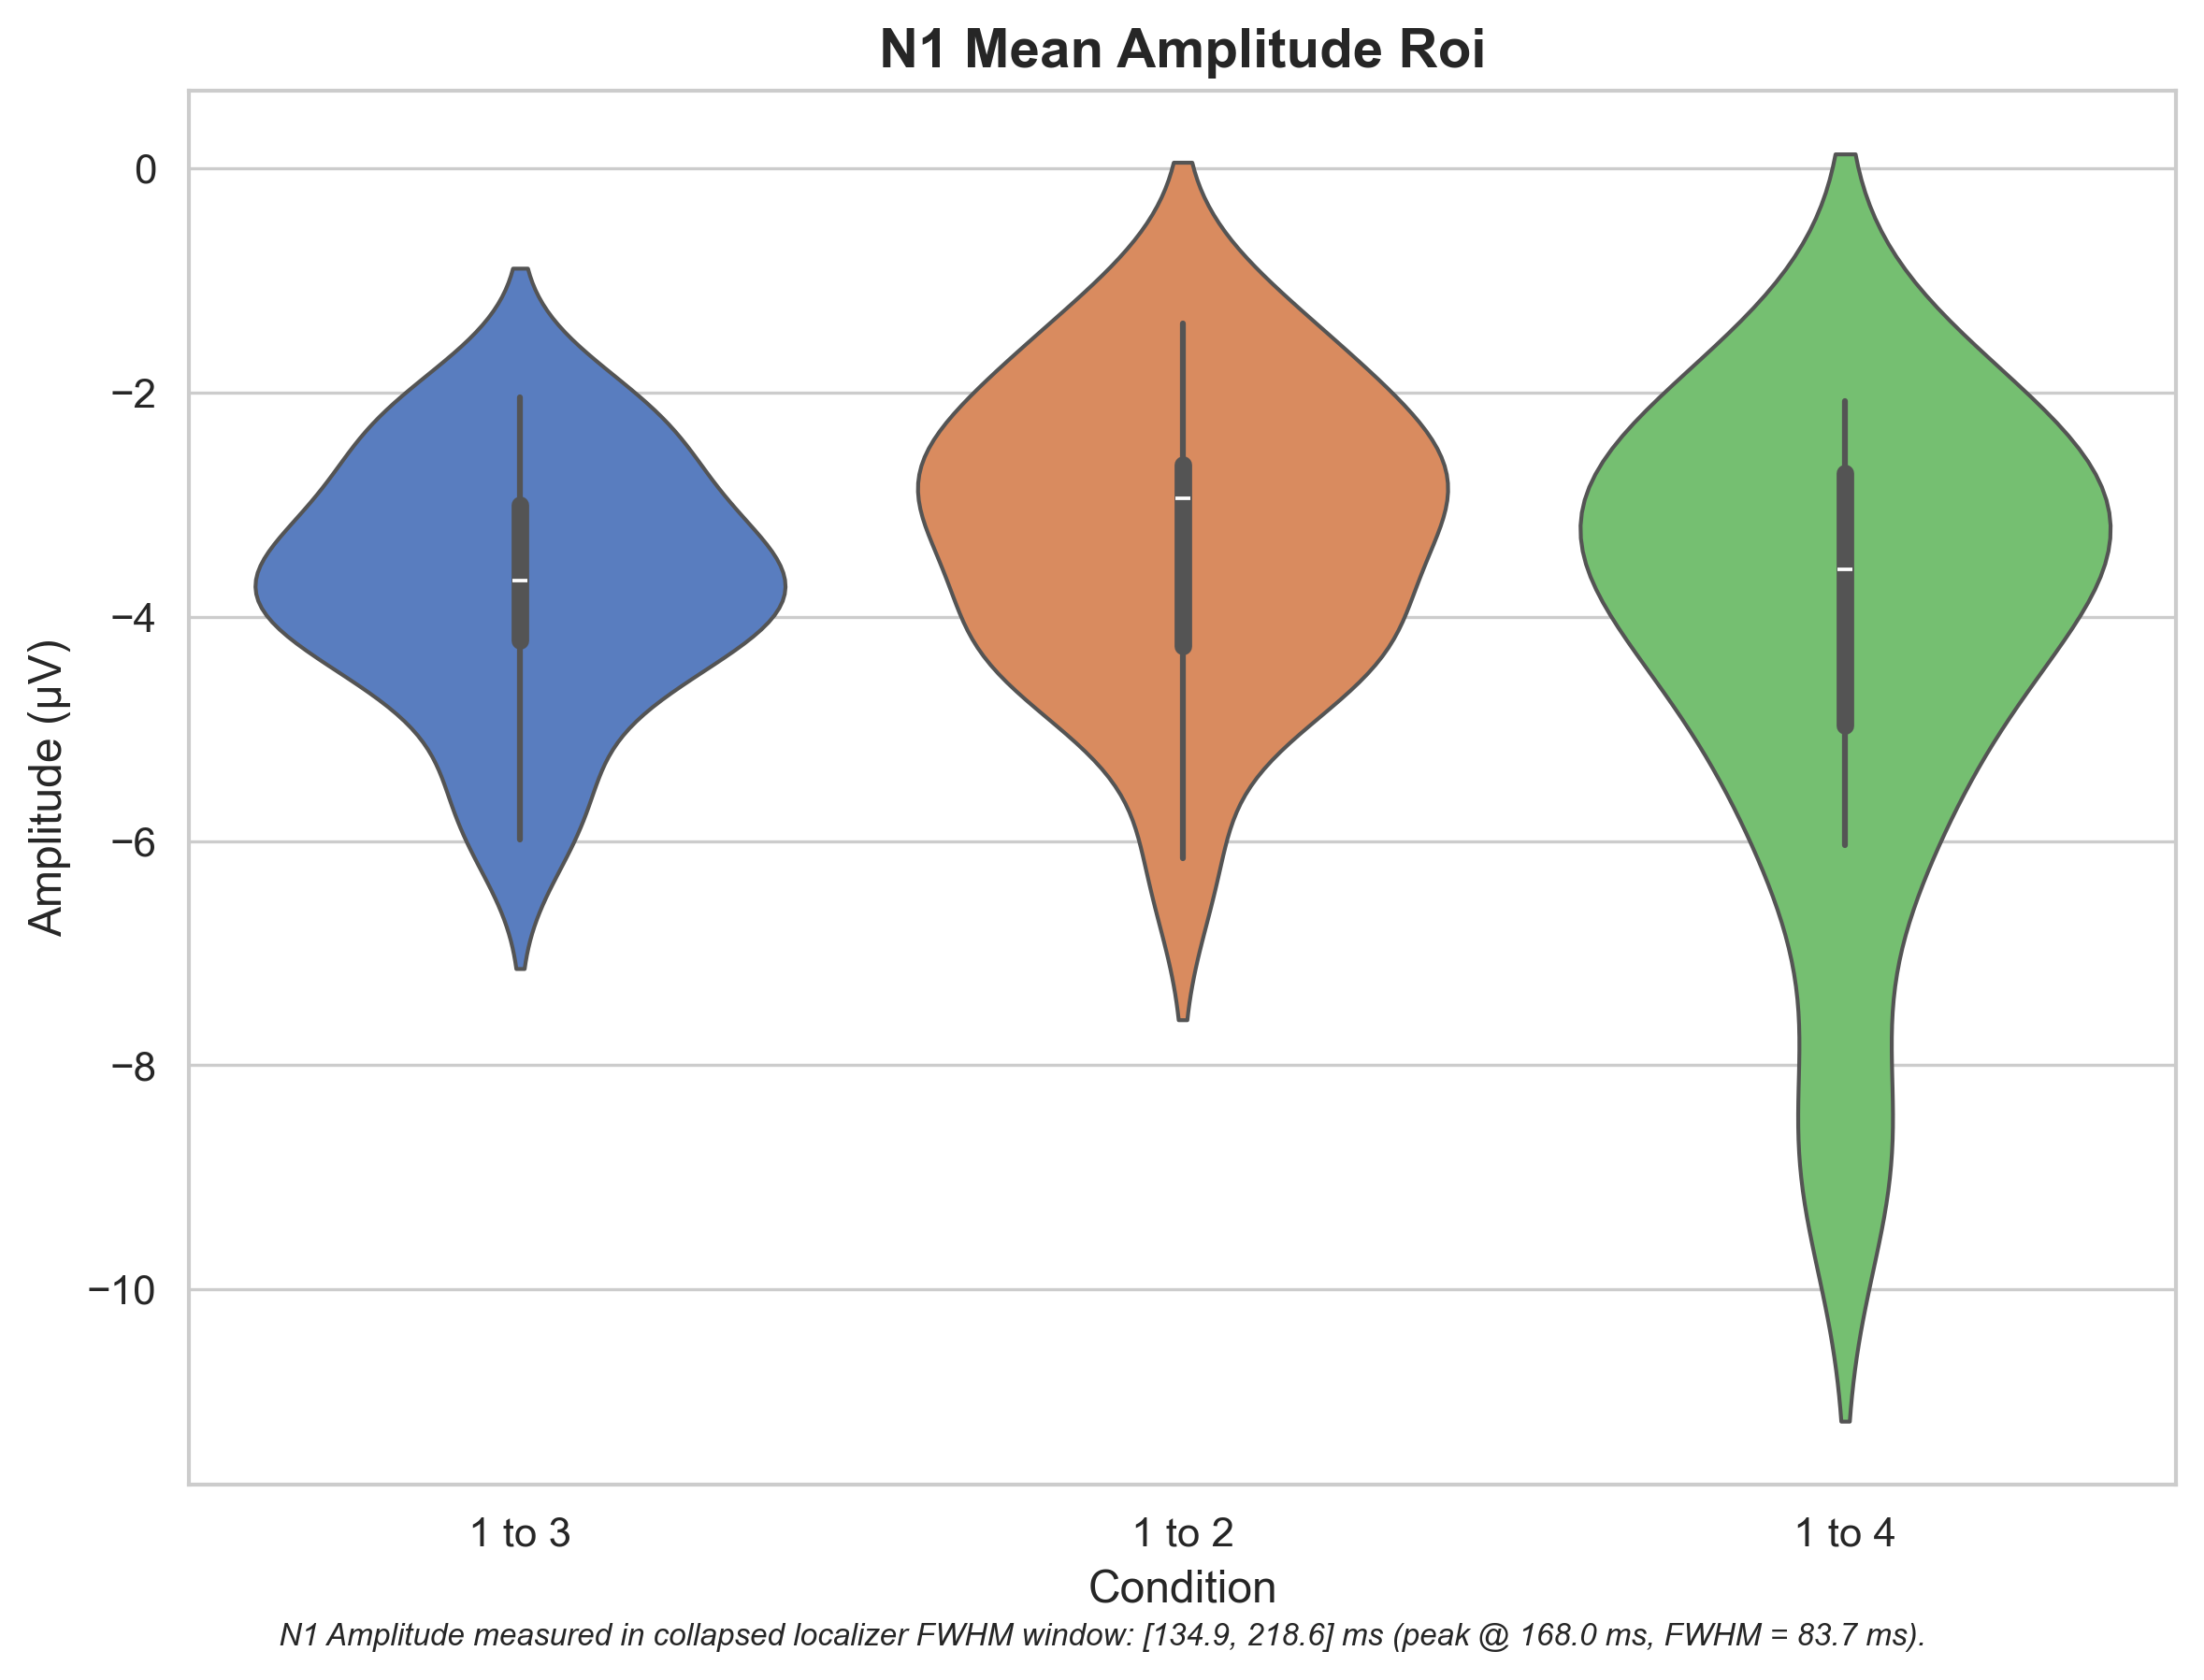 N1 Mean Amplitude Roi
Amplitude (µV)
0
−2
−4
−6
−8
−10
1 to 3
1 to 2
1 to 4
Condition
N1 Amplitude measured in collapsed localizer FWHM window: [134.9, 218.6] ms (peak @ 168.0 ms, FWHM = 83.7 ms).